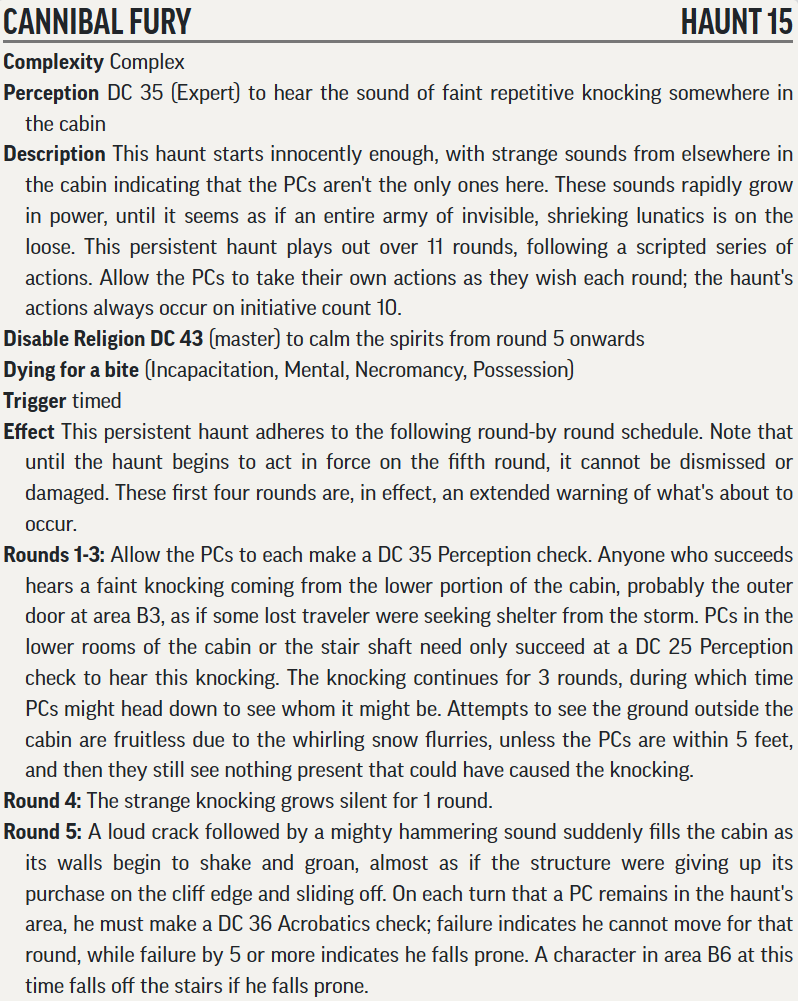 CANNIBAL FURY HAUNT 15
Complexity Complex
Perception DC 35 (Expert) to hear the sound of faint repetitive knocking somewhere in
the cabin
Description This haunt starts innocently enough, with strange sounds from elsewhere in
the cabin indicating that the PCs aren't the only ones here. These sounds rapidly grow
in power, until it seems as if an entire army of invisible, shrieking lunatics is on the
loose. This persistent haunt plays out over 11 rounds, following a scripted series of
actions. Allow the PCs to take their own actions as they wish each round; the haunt's
actions always occur on initiative count 10.
Disable Religion DC 43 (master) to calm the spirits from round 5 onwards
Dying for a bite (Incapacitation, Mental, Necromancy, Possession)
Trigger timed
Effect This persistent haunt adheres to the following round-by round schedule. Note that
until the haunt begins to act in force on the fifth round, it cannot be dismissed or
damaged. These first four rounds are, in effect, an extended warning of what's about to
occur.
Rounds 1-3: Allow the PCs to each make a DC 35 Perception check. Anyone who succeeds
hears a faint knocking coming from the lower portion of the cabin, probably the outer
door at area B3, as if some lost traveler were seeking shelter from the storm. PCs in the
lower rooms of the cabin or the stair shaft need only succeed at a DC 25 Perception
check to hear this knocking. The knocking continues for 3 rounds, during which time
PCs might head down to see whom it might be. Attempts to see the ground outside the
cabin are fruitless due to the whirling snow flurries, unless the PCs are within 5 feet,
and then they still see nothing present that could have caused the knocking.
Round 4: The strange knocking grows silent for 1 round.
Round 5: A loud crack followed by a mighty hammering sound suddenly fills the cabin as
its walls begin to shake and groan, almost as if the structure were giving up its
purchase on the cliff edge and sliding off. On each turn that a PC remains in the haunt's
area, he must make a DC 36 Acrobatics check; failure indicates he cannot move for that
round, while failure by 5 or more indicates he falls prone. A character in area B6 at this
time falls off the stairs if he falls prone.